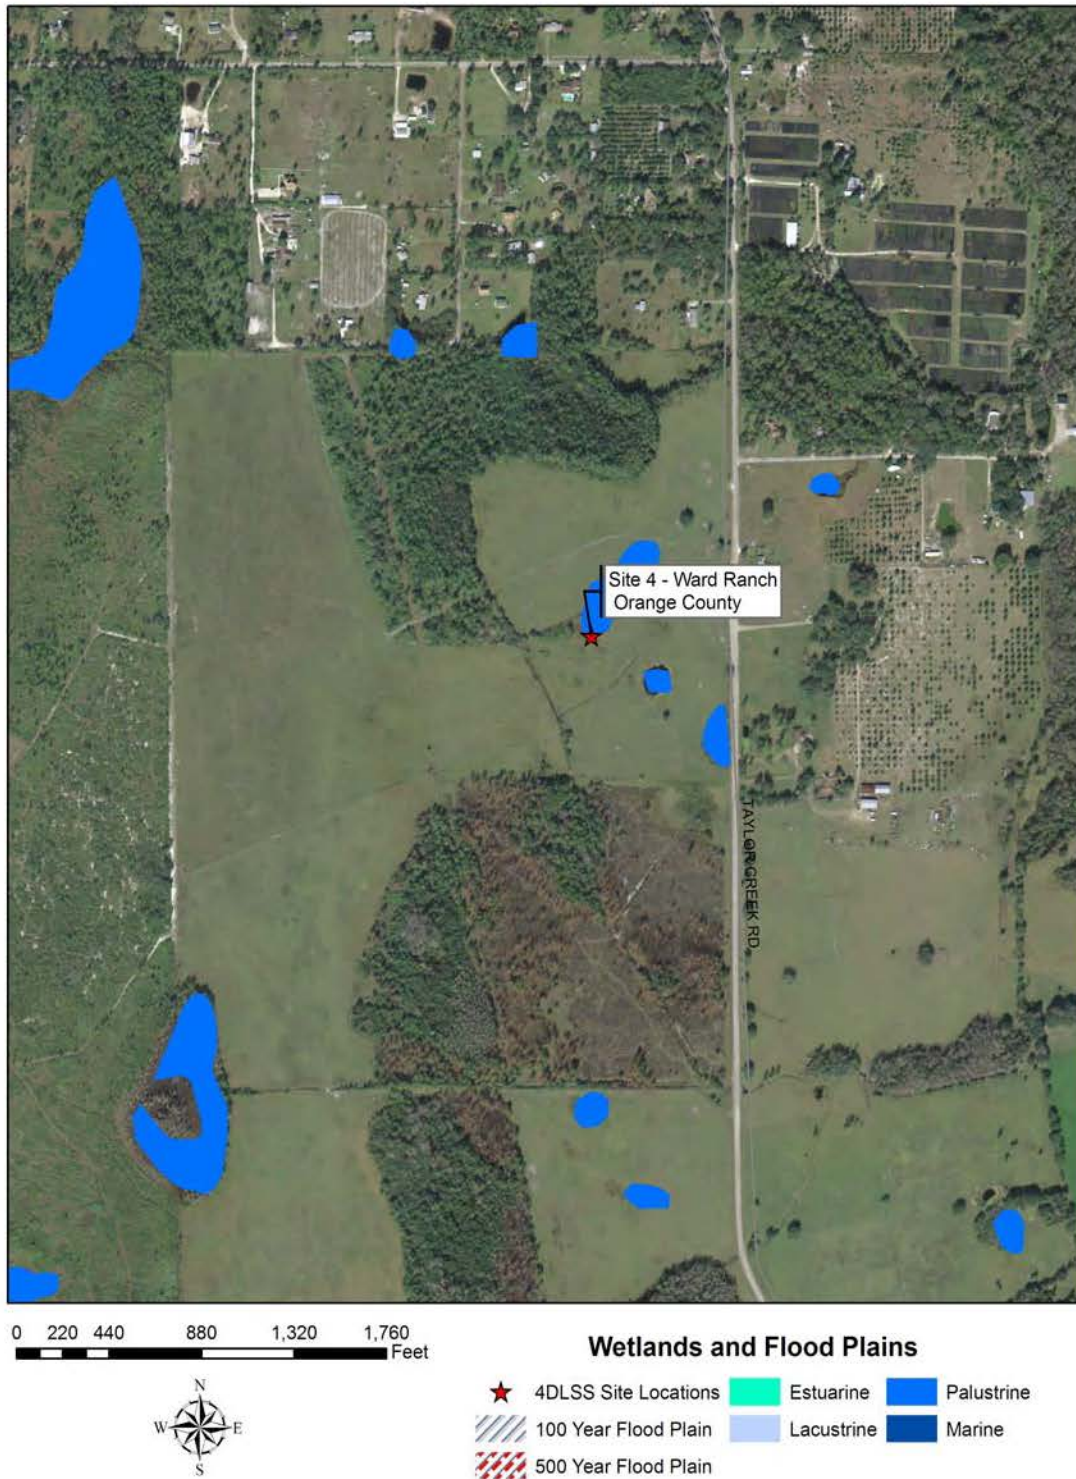 Site 4 - Ward Ranch
Orange County
TAYLOR CREEK RD
0 220 440 880 1,320 1,760
Feet
Wetlands and Flood Plains
4DLSS Site Locations Estuarine Palustrine
100 Year Flood Plain Lacustrine Marine
500 Year Flood Plain
N
W E
S